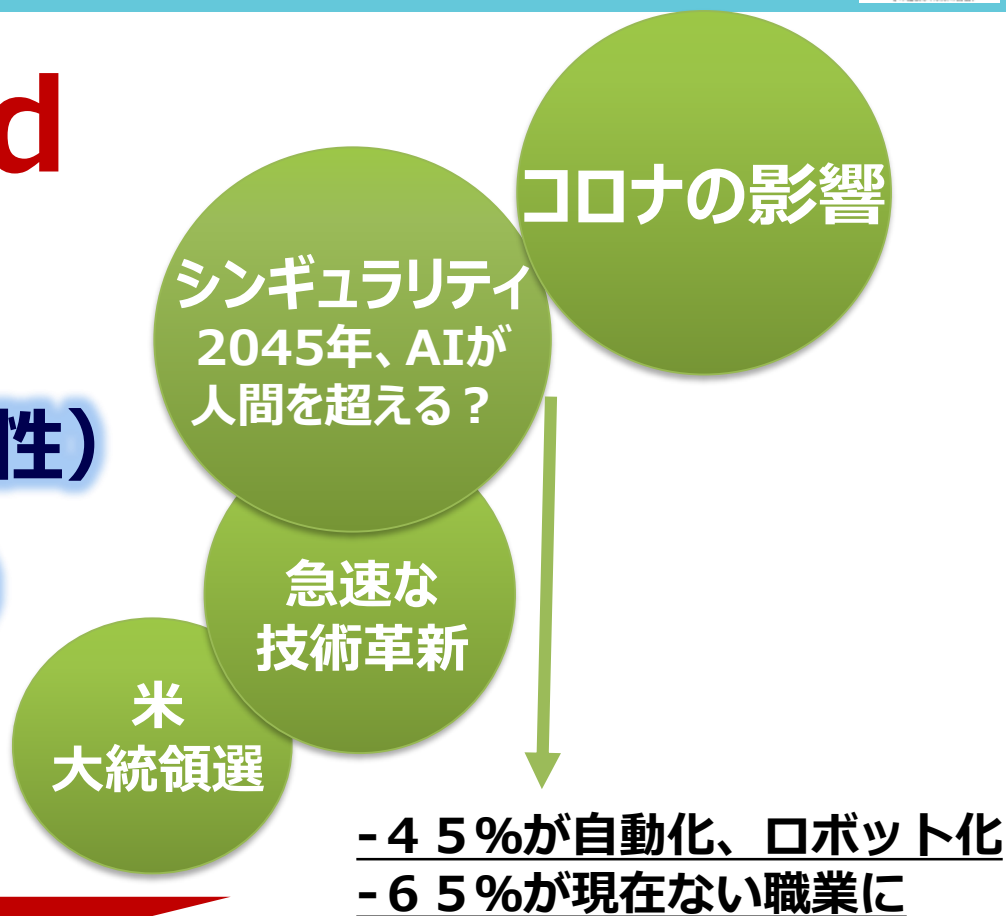 d
コロナの影響
シンギュラリティ
2045年、AIが
人間を超える？
性）
急速な
技術革新
米
大統領選
-４５%が自動化、ロボット化
-６５%が現在ない職業に